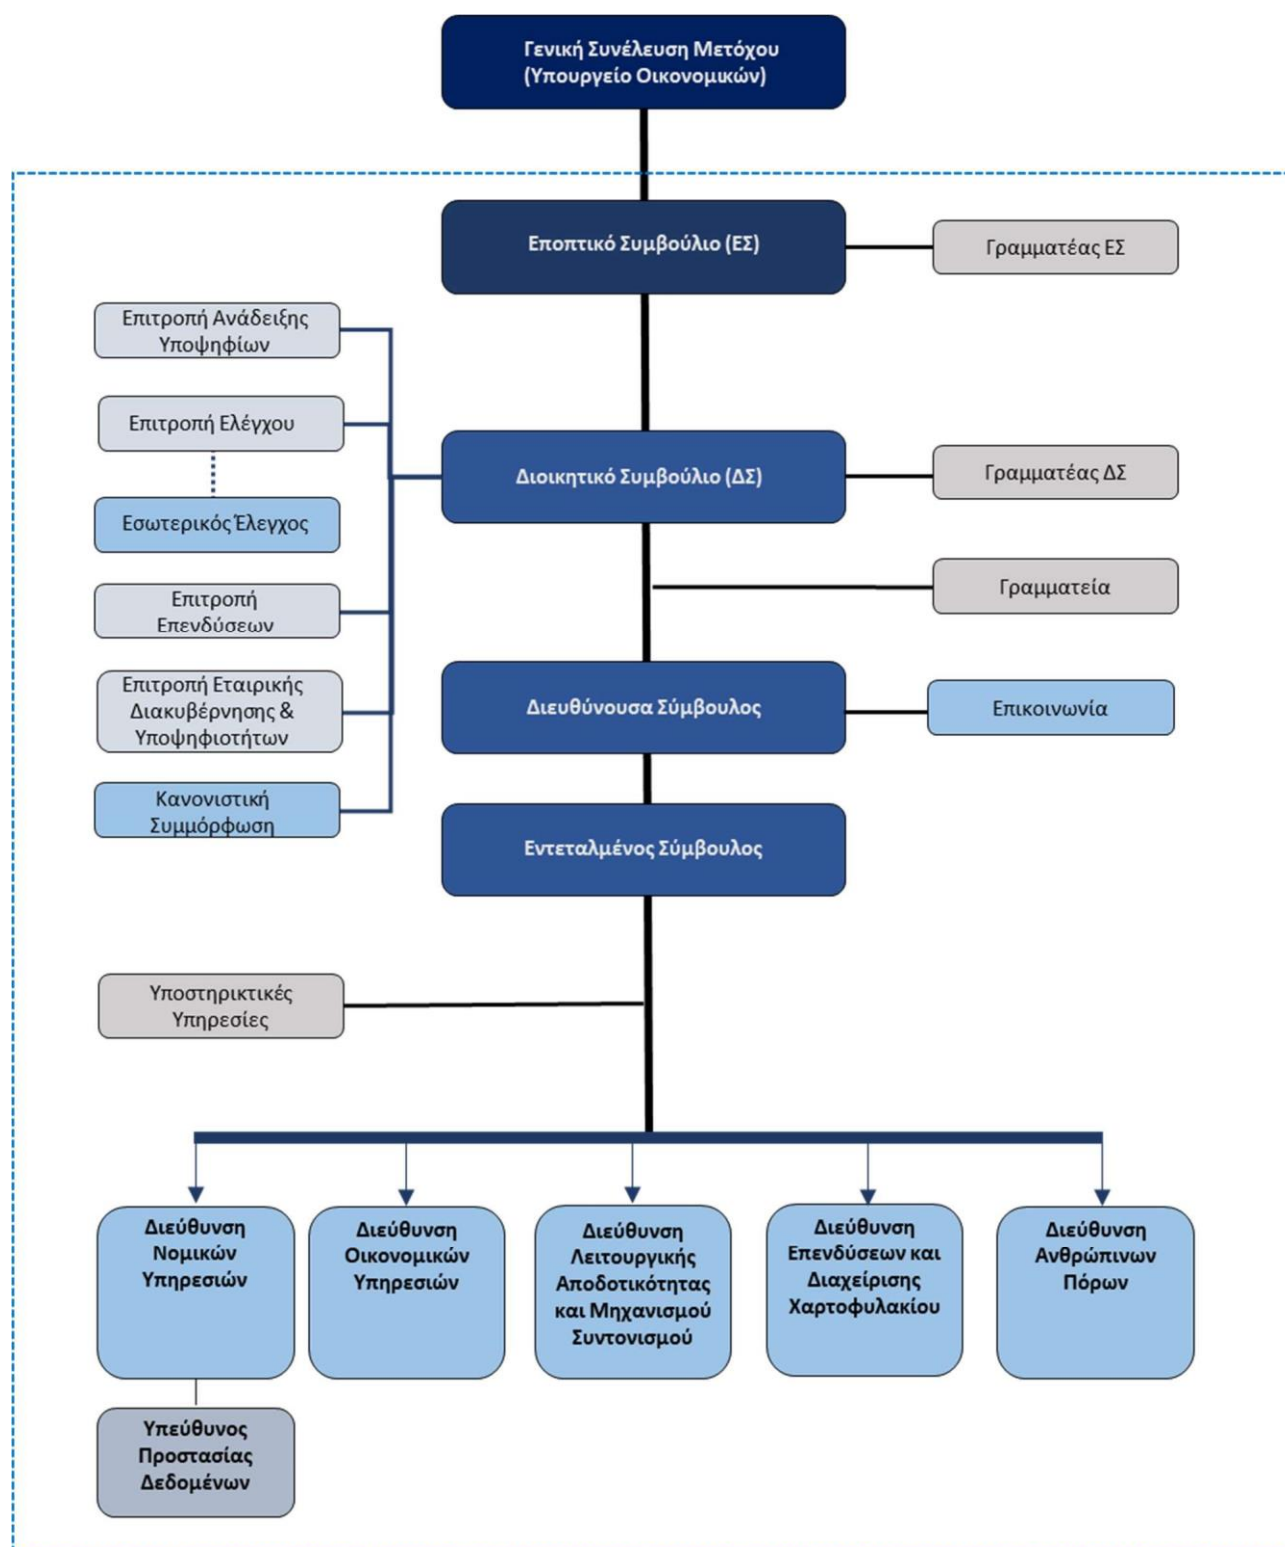 Γενική Συνέλευση Μετόχου
(Υπουργείο Οικονομικών)
Εποπτικό Συμβούλιο (ΕΣ)
Γραμματέας ΕΣ
Επιτροπή Ανάδειξης
Υποψηφίων
Επιτροπή Ελέγχου
Εσωτερικός Έλεγχος
Επιτροπή
Επενδύσεων
Επιτροπή Εταιρικής
Διακυβέρνησης &
Υποψηφιοτήτων
Κανονιστική
Συμμόρφωση
Διοικητικό Συμβούλιο (ΔΣ)
Γραμματέας ΔΣ
Γραμματεία
Διευθύνουσα Σύμβουλος
Επικοινωνία
Εντεταλμένος Σύμβουλος
Υποστηρικτικές
Υπηρεσίες
Διεύθυνση
Νομικών
Υπηρεσιών
Διεύθυνση
Οικονομικών
Υπηρεσιών
Διεύθυνση
Λειτουργικής
Αποδοτικότητας
και Μηχανισμού
Συντονισμού
Διεύθυνση
Επενδύσεων και
Διαχείρισης
Χαρτοφυλακίου
Διεύθυνση
Ανθρώπινων
Πόρων
Υπεύθυνος
Προστασίας
Δεδομένων